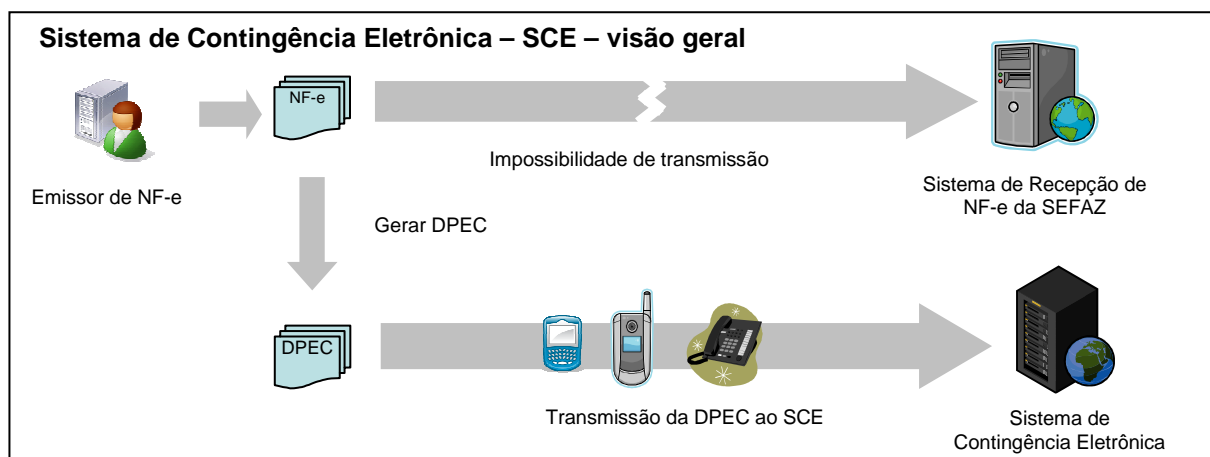 Sistema de Contingência Eletrônica – SCE – visão geral
NF-e
Impossibilidade de transmissão
Emissor de NF-e
Sistema de Recepção de
NF-e da SEFAZ
Gerar DPEC
DPEC
Transmissão da DPEC ao SCE
Sistema de
Contingência Eletrônica